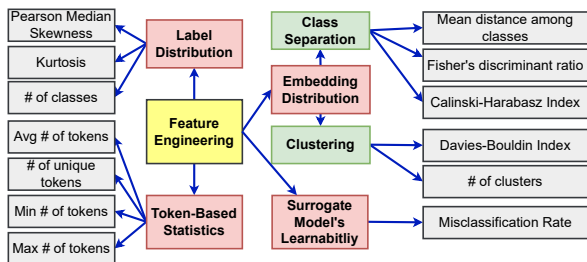 Pearson Median
Skewness
Kurtosis
# of classes
Avg # of tokens
# of unique
tokens
Min # of tokens
Max # of tokens
Label
Distribution
Feature
Engineering
Token-Based
Statistics
Class
Separation
Embedding
Distribution
Clustering
Surrogate
Model's
Learnabitliy
Mean distance among
classes
Fisher's discriminant ratio
Calinski-Harabasz Index
Davies-Bouldin Index
# of clusters
Misclassification Rate